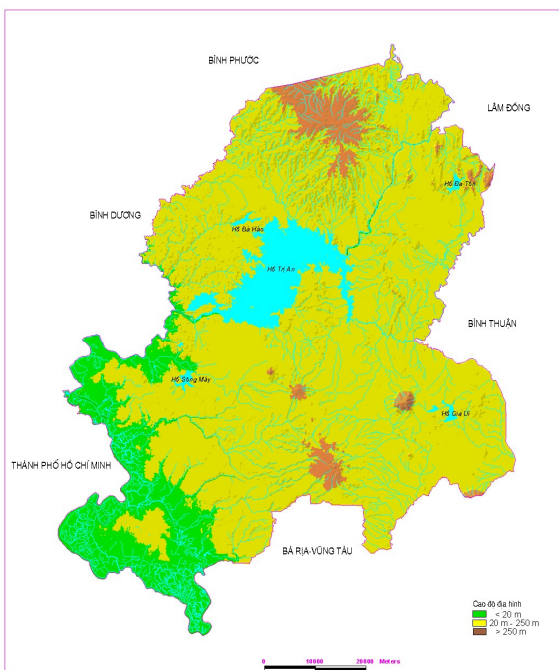 BÌNH PHƯỚC
LÂM ĐỒNG
Hồ Đa Tôn
BÌNH DƯƠNG
Hồ Bà Hào
Hồ Trị An
BÌNH THUẬN
Hồ Sông Mây
Hồ Gia Ui
THÀNH PHỐ HỒ CHÍ MINH
BÀ RỊA-VŨNG TÀU
Cao độ địa hình
< 20 m
20 m - 250 m
> 250 m
0 10000 20000 Meters